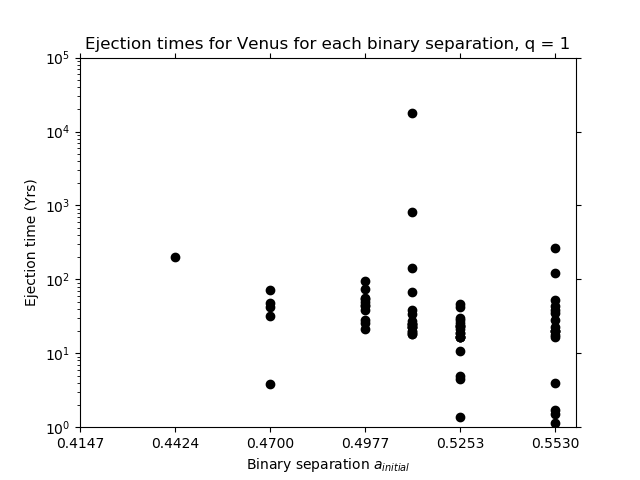 Ejection times for Venus for each binary separation, q = 1
Ejection time (Yrs)
10^5
10^4
10^3
10^2
10^1
10^0
0.4147 0.4424 0.4700 0.4977 0.5253 0.5530
Binary separation a_initial